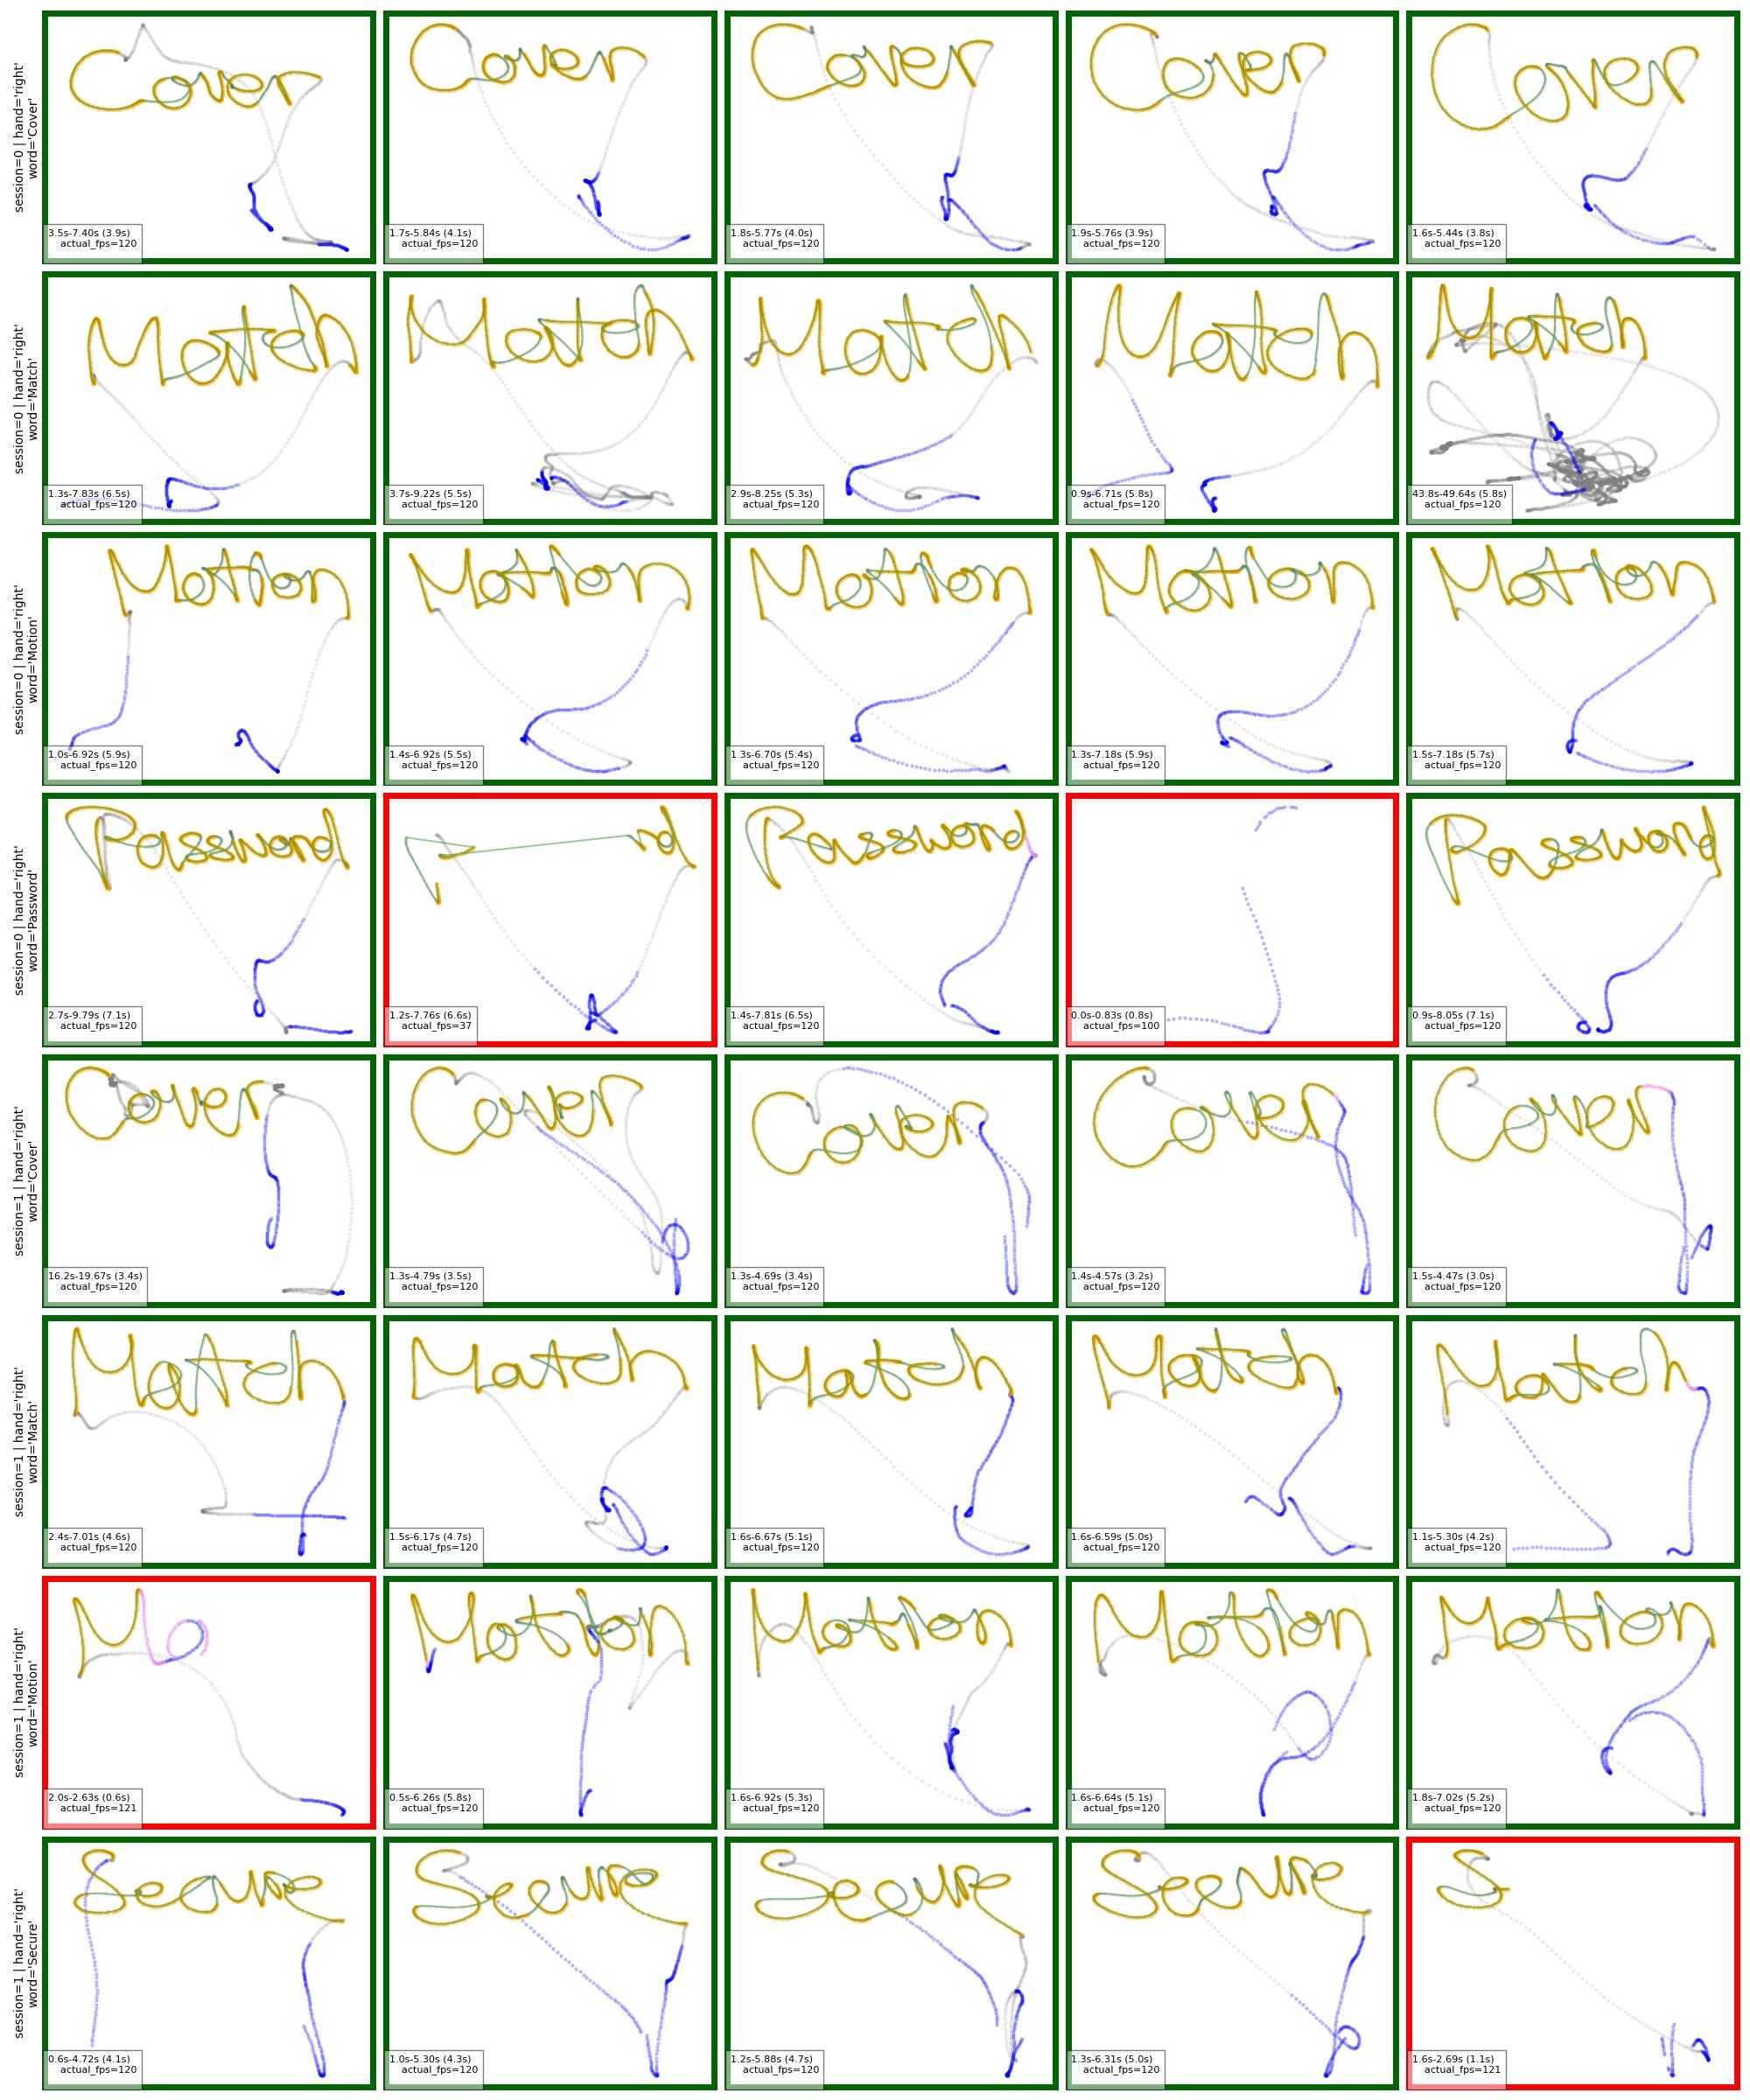 session=0 | hand='right'
word='Cover'
Cover Cover Cover Cover Cover
3.5s-7.40s (3.9s)
actual_fps=120
1.7s-5.84s (4.1s)
actual_fps=120
1.8s-5.77s (4.0s)
actual_fps=120
1.9s-5.76s (3.9s)
actual_fps=120
1.6s-5.44s (3.8s)
actual_fps=120
session=0 | hand='right'
word='Match'
Match Match Match Match Match
1.3s-7.83s (6.5s)
actual_fps=120
3.7s-9.22s (5.5s)
actual_fps=120
2.9s-8.25s (5.3s)
actual_fps=120
0.9s-6.71s (5.8s)
actual_fps=120
43.8s-49.64s (5.8s)
actual_fps=120
session=0 | hand='right'
word='Motion'
Motion Motion Motion Motion Motion
1.0s-6.92s (5.9s)
actual_fps=120
1.4s-6.92s (5.5s)
actual_fps=120
1.3s-6.70s (5.4s)
actual_fps=120
1.3s-7.18s (5.9s)
actual_fps=120
1.5s-7.18s (5.7s)
actual_fps=120
session=0 | hand='right'
word='Password'
Password rd Password Password
2.7s-9.79s (7.1s)
actual_fps=120
1.2s-7.76s (6.6s)
actual_fps=37
1.4s-7.81s (6.5s)
actual_fps=120
0.0s-0.83s (0.8s)
actual_fps=100
0.9s-8.05s (7.1s)
actual_fps=120
session=1 | hand='right'
word='Cover'
Cover Cover Cover Cover Cover
16.2s-19.67s (3.4s)
actual_fps=120
1.3s-4.79s (3.5s)
actual_fps=120
1.3s-4.69s (3.4s)
actual_fps=120
1.4s-4.57s (3.2s)
actual_fps=120
1.5s-4.47s (3.0s)
actual_fps=120
session=1 | hand='right'
word='Match'
Match Match Match Match Match
2.4s-7.01s (4.6s)
actual_fps=120
1.5s-6.17s (4.7s)
actual_fps=120
1.6s-6.67s (5.1s)
actual_fps=120
1.6s-6.59s (5.0s)
actual_fps=120
1.1s-5.30s (4.2s)
actual_fps=120
session=1 | hand='right'
word='Motion'
Mo Motion Motion Motion Motion
2.0s-2.63s (0.6s)
actual_fps=121
0.5s-6.26s (5.8s)
actual_fps=120
1.6s-6.92s (5.3s)
actual_fps=120
1.6s-6.64s (5.1s)
actual_fps=120
1.8s-7.02s (5.2s)
actual_fps=120
session=1 | hand='right'
word='Secure'
Secure Secure Secure Secure S
0.6s-4.72s (4.1s)
actual_fps=120
1.0s-5.30s (4.3s)
actual_fps=120
1.2s-5.88s (4.7s)
actual_fps=120
1.3s-6.31s (5.0s)
actual_fps=120
1.6s-2.69s (1.1s)
actual_fps=121